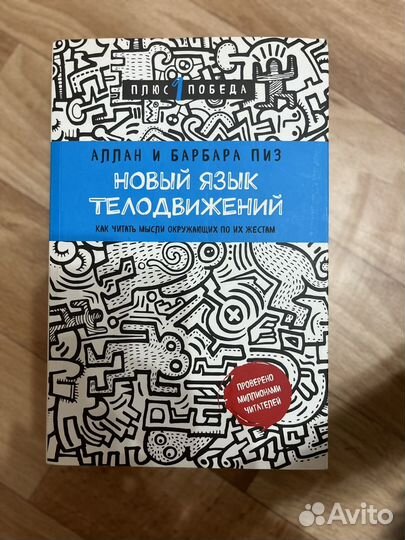 ПЛЮС 1 ПОБЕДА
АЛЛАН И БАРБАРА ПИЗ
НОВЫЙ ЯЗЫК
ТЕЛОДВИЖЕНИЙ
КАК ЧИТАТЬ МЫСЛИ ОКРУЖАЮЩИХ ПО ИХ ЖЕСТАМ
ПРОВЕРЕНО
МИЛЛИОНАМИ
ЧИТАТЕЛЕЙ
Avito